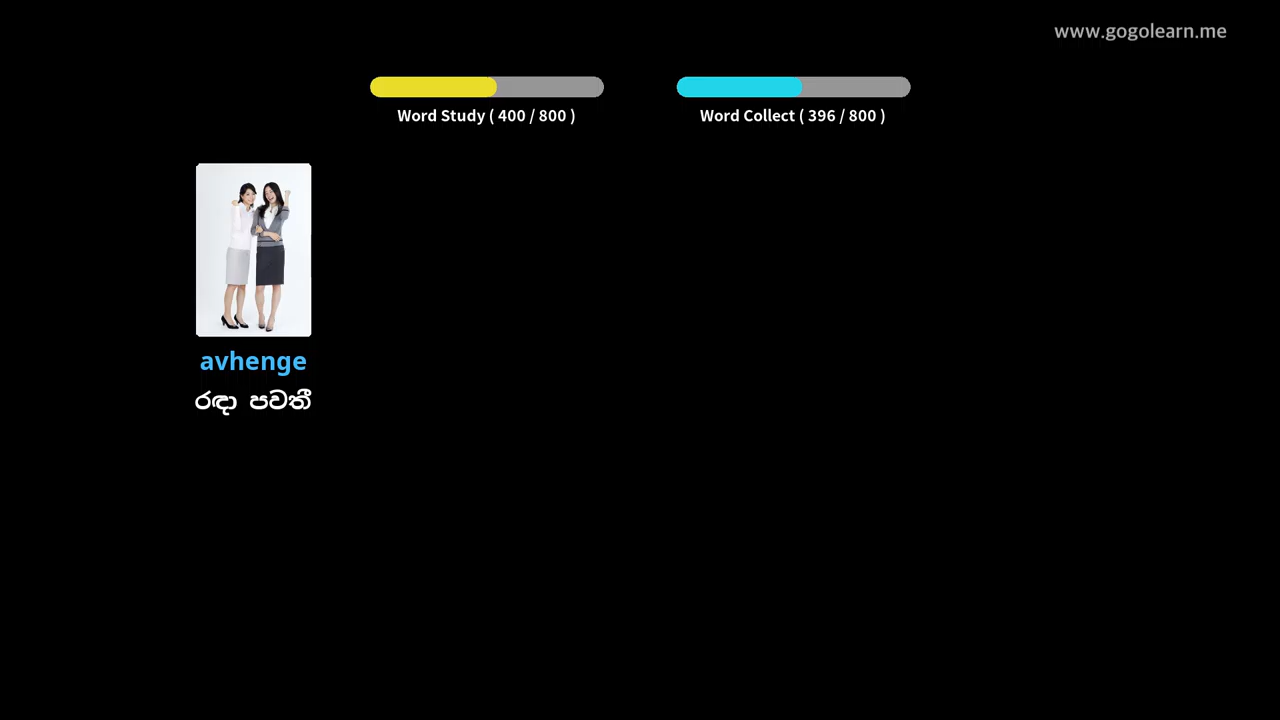 www.gogolearn.me
Word Study ( 400 / 800 )
Word Collect ( 396 / 800 )
avhenge
රඳා පවතී